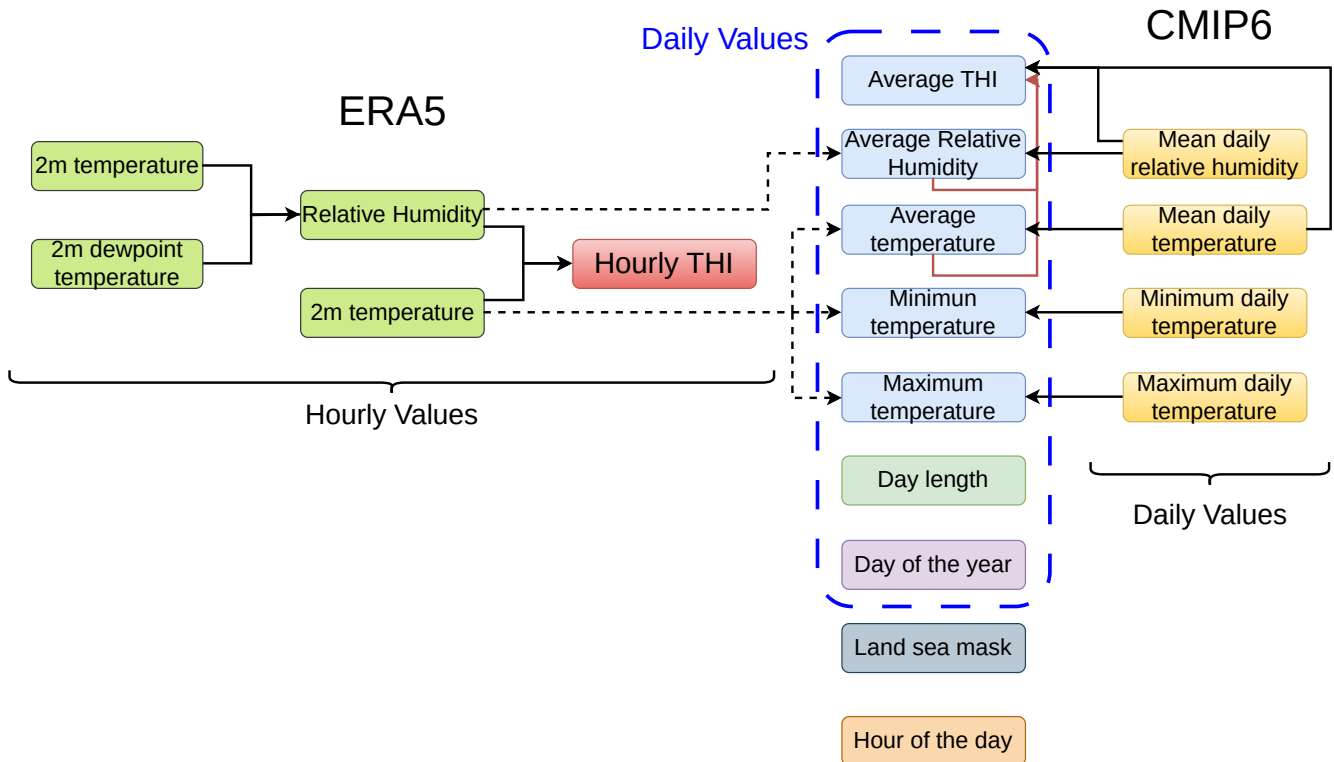 CMIP6
Daily Values
ERA5
2m temperature
2m dewpoint
temperature
Relative Humidity
2m temperature
Hourly THI
Hourly Values
Average THI
Average Relative
Humidity
Average
temperature
Minimun
temperature
Maximum
temperature
Day length
Day of the year
Land sea mask
Hour of the day
Mean daily
relative humidity
Mean daily
temperature
Minimum daily
temperature
Maximum daily
temperature
Daily Values